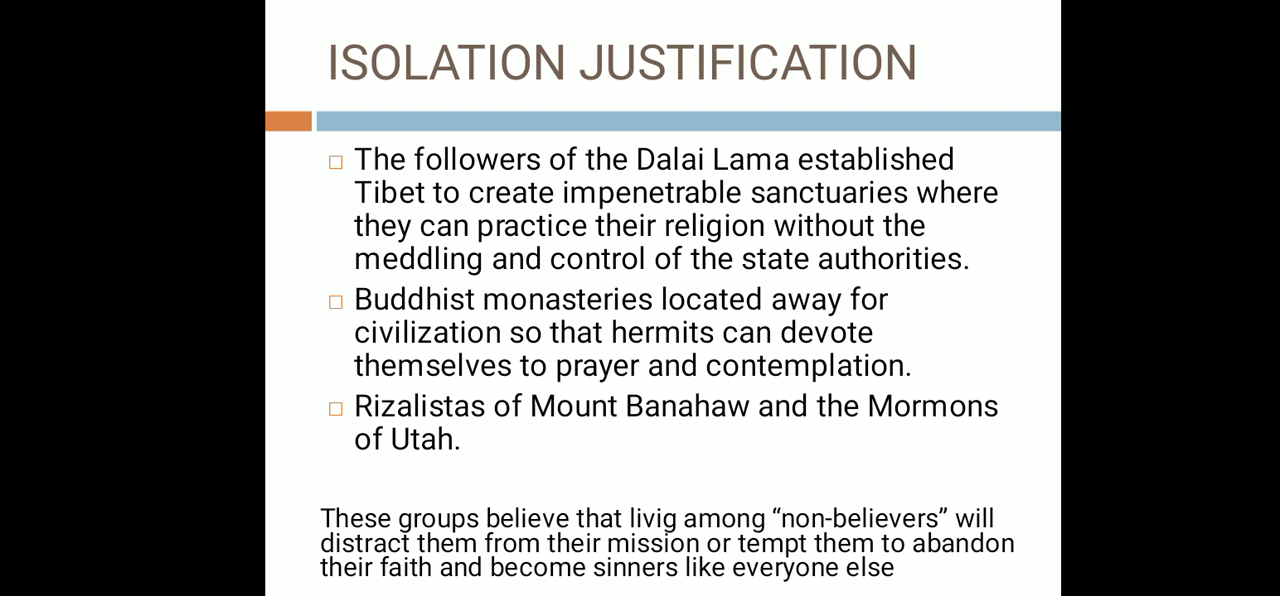 ISOLATION JUSTIFICATION
The followers of the Dalai Lama established
Tibet to create impenetrable sanctuaries where
they can practice their religion without the
meddling and control of the state authorities.
Buddhist monasteries located away for
civilization so that hermits can devote
themselves to prayer and contemplation.
Rizalistas of Mount Banahaw and the Mormons
of Utah.
These groups believe that livig among “non-believers” will
distract them from their mission or tempt them to abandon
their faith and become sinners like everyone else